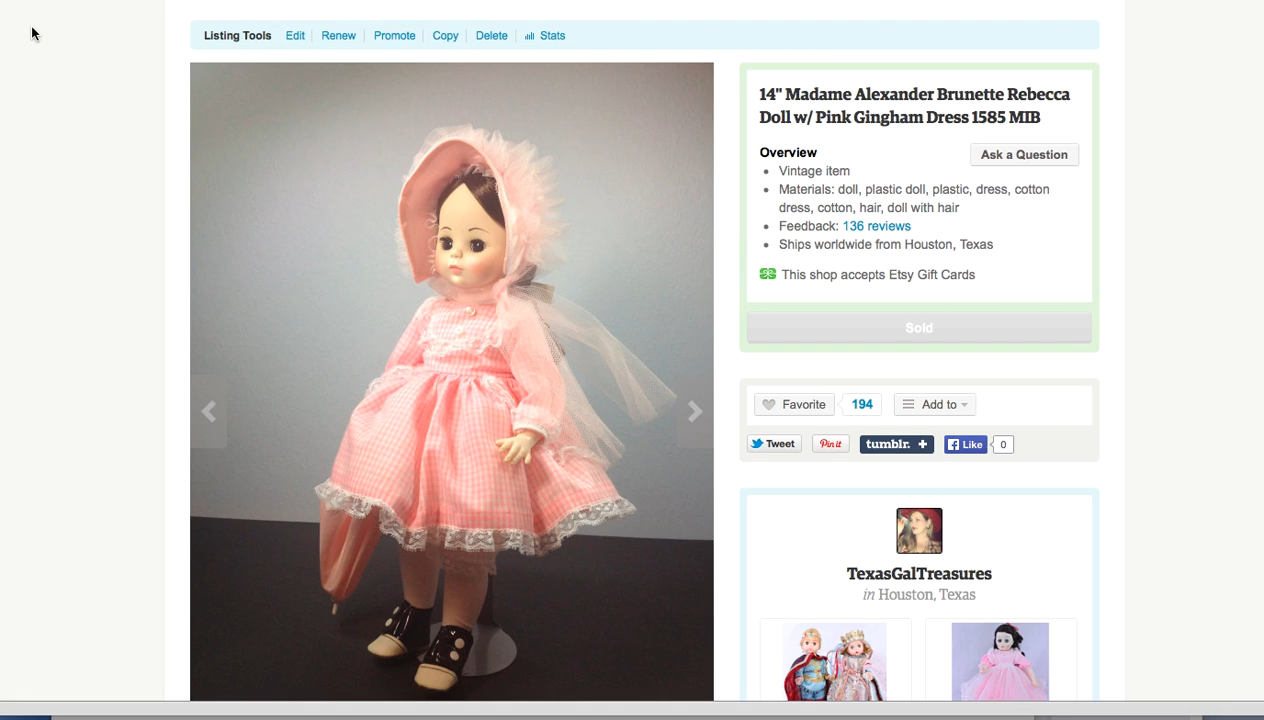 Listing Tools Edit Renew Promote Copy Delete Stats
14" Madame Alexander Brunette Rebecca
Doll w/ Pink Gingham Dress 1585 MIB
Overview
Ask a Question
Vintage item
Materials: doll, plastic doll, plastic, dress, cotton
dress, cotton, hair, doll with hair
Feedback: 136 reviews
Ships worldwide from Houston, Texas
This shop accepts Etsy Gift Cards
Sold
Favorite 194 Add to
Tweet Pin it tumblr. + Like 0
TexasGalTreasures
in Houston, Texas